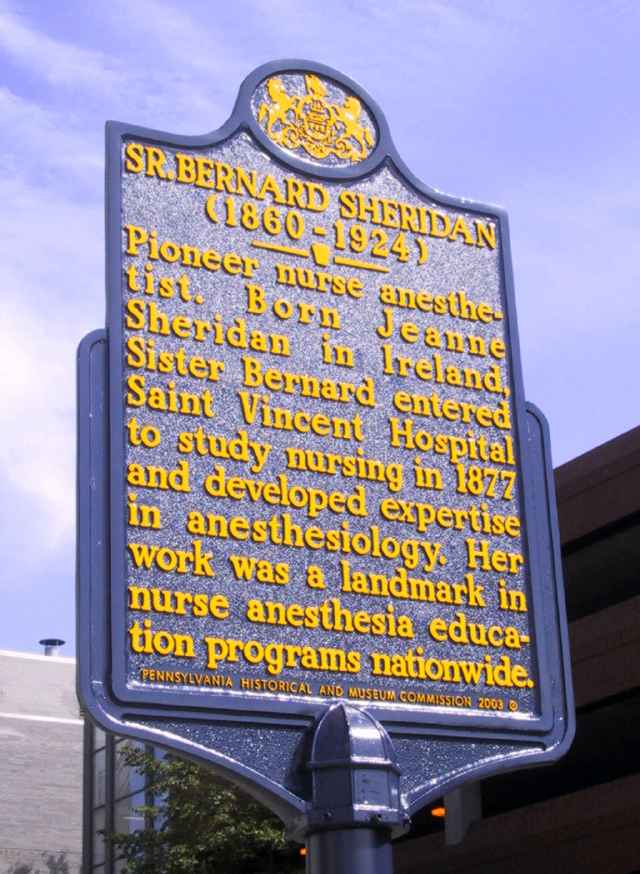 SR. BERNARD SHERIDAN
(1860-1924)
Pioneer nurse anesthe-
tist. Born Jeanne
Sheridan in Ireland,
Sister Bernard entered
Saint Vincent Hospital
to study nursing in 1877
and developed expertise
in anesthesiology. Her
work was a landmark in
nurse anesthesia educa-
tion programs nationwide.
PENNSYLVANIA HISTORICAL AND MUSEUM COMMISSION 2003 ©